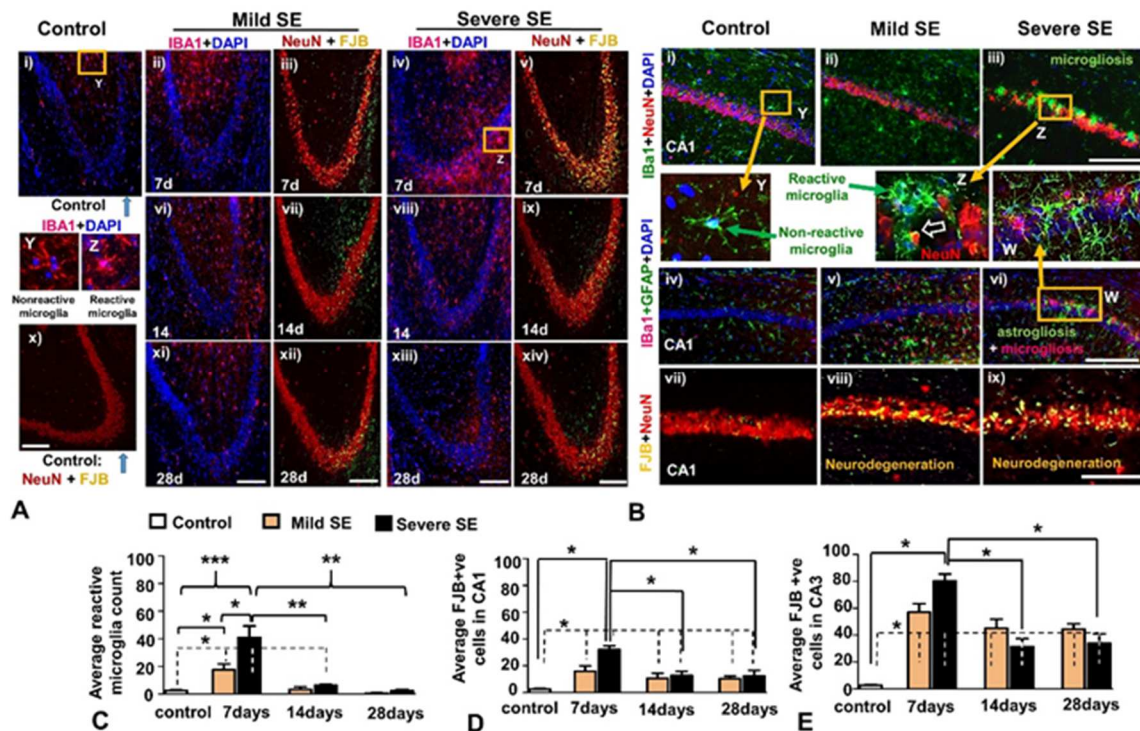 Control
Mild SE
Severe SE
IBA1+DAPI
NeuN + FJB
IBA1+DAPI
NeuN + FJB
i)
Y
ii)
iii)
iv)
Z
v)
7d
7d
7d
7d
Control
IBA1+DAPI
Y
Z
Nonreactive
microglia
Reactive
microglia
vi)
vii)
viii)
ix)
14
14d
14d
14d
x)
xi)
xii)
xiii)
xiv)
28d
28d
28d
28d
Control:
NeuN + FJB
A
Control
Mild SE
Severe SE
IBa1+NeuN+DAPI
i)
Y
CA1
ii)
iii)
microgliosis
Z
Reactive
microglia
Non-reactive
microglia
Y
Z
NeuN
W
IBa1+GFAP+DAPI
iv)
CA1
v)
vi)
W
astrogliosis
+ microgliosis
FJB+NeuN
vii)
CA1
viii)
Neurodegeneration
ix)
Neurodegeneration
B
Control
Mild SE
Severe SE
Average reactive
microglia count
100
80
60
40
20
0
***
**
*
*
**
*
control
7days
14days
28days
C
Average FJB+ve
cells in CA1
100
80
60
40
20
0
*
*
*
*
control
7days
14days
28days
D
Average FJB +ve
cells in CA3
100
80
60
40
20
0
*
*
*
*
control
7days
14days
28days
E